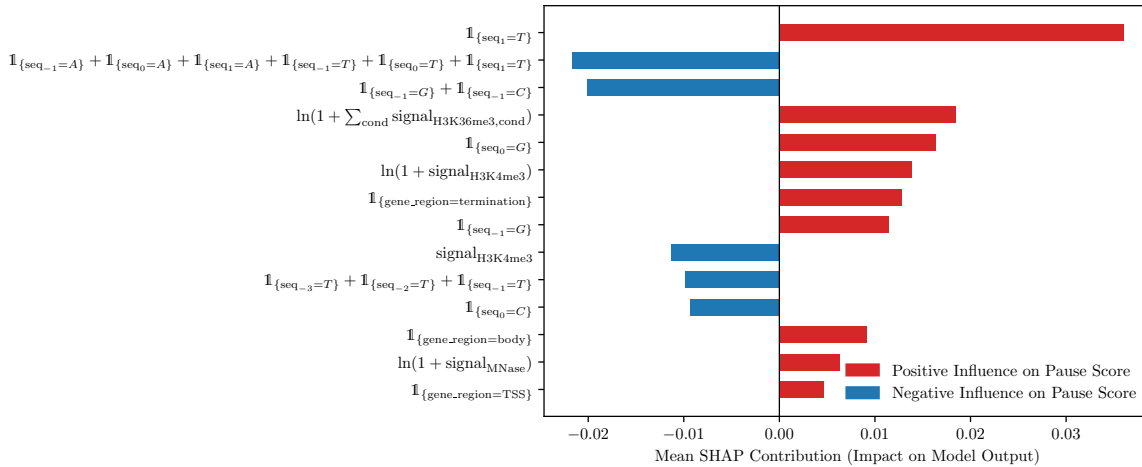 𝟙{seq₁=T}
𝟙{seq₋₁=A} + 𝟙{seq₀=A} + 𝟙{seq₁=A} + 𝟙{seq₋₁=T} + 𝟙{seq₀=T} + 𝟙{seq₁=T}
𝟙{seq₋₁=G} + 𝟙{seq₋₁=C}
ln(1 + ∑cond signalH3K36me3,cond)
𝟙{seq₀=G}
ln(1 + signalH3K4me3)
𝟙{gene_region=termination}
𝟙{seq₋₁=G}
signalH3K4me3
𝟙{seq₋₃=T} + 𝟙{seq₋₂=T} + 𝟙{seq₋₁=T}
𝟙{seq₀=C}
𝟙{gene_region=body}
ln(1 + signalMNase)
𝟙{gene_region=TSS}
Positive Influence on Pause Score
Negative Influence on Pause Score
−0.02 −0.01 0.00 0.01 0.02 0.03
Mean SHAP Contribution (Impact on Model Output)